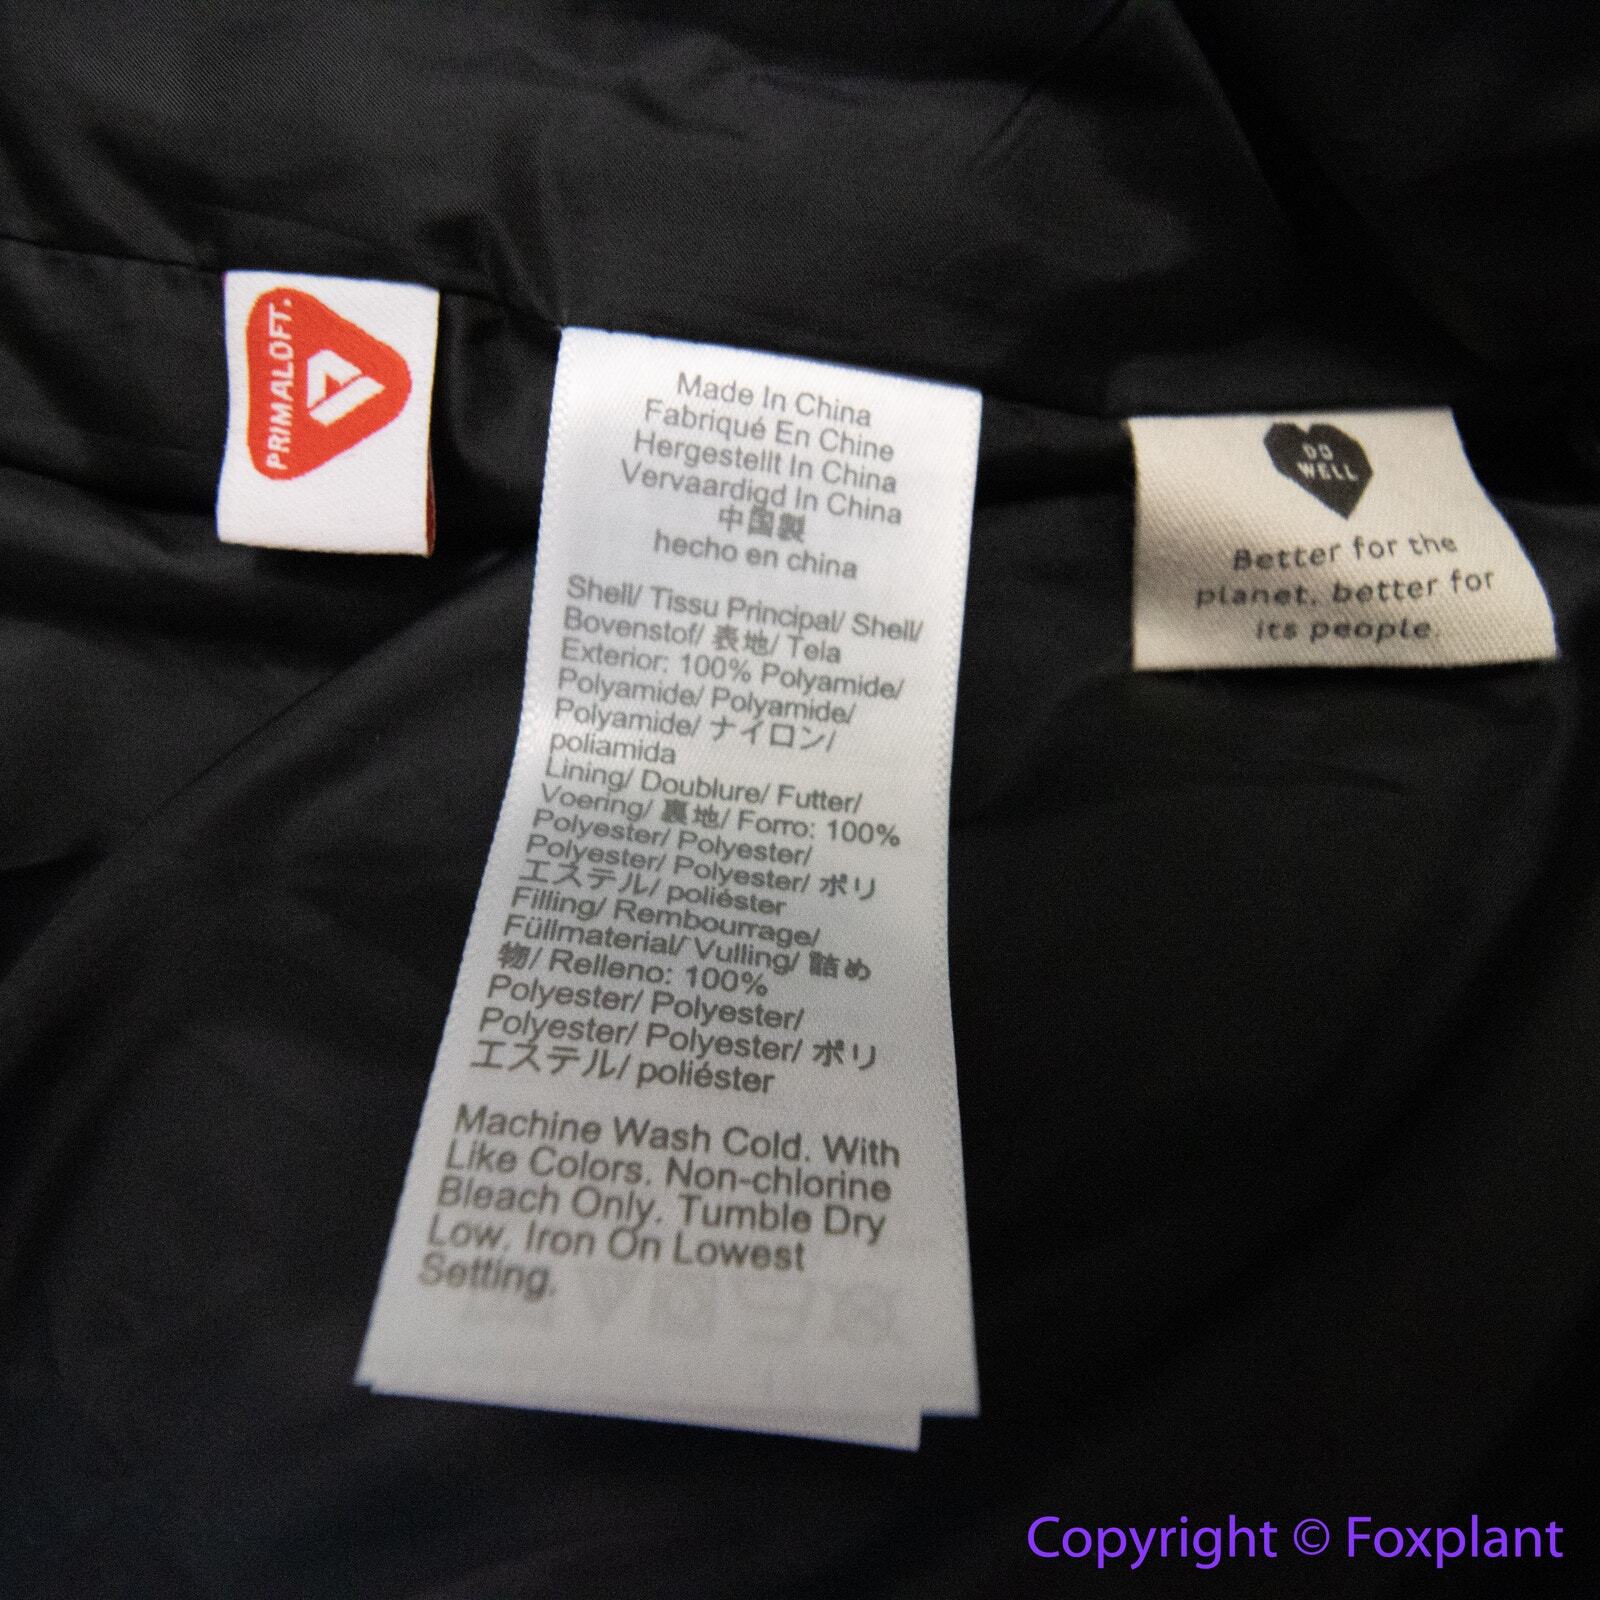 PRIMALOFT.
Made In China
Fabriqué En Chine
Hergestellt In China
Vervaardigd In China
中国製
hecho en china
Shell/ Tissu Principal/ Shell/
Bovenstof/ 表地/ Tela
Exterior: 100% Polyamide/
Polyamide/ Polyamide/
Polyamide/ ナイロン/
poliamida
Lining/ Doublure/ Futter/
Voering/ 裏地/ Forro: 100%
Polyester/ Polyester/
Polyester/ Polyester/ ポリ
エステル/ poliéster
Filling/ Rembourrage/
Füllmaterial/ Vulling/ 詰め
物/ Relleno: 100%
Polyester/ Polyester/
Polyester/ Polyester/ ポリ
エステル/ poliéster
Machine Wash Cold. With
Like Colors. Non-chlorine
Bleach Only. Tumble Dry
Low. Iron On Lowest
Setting.
DO
WELL
Better for the
planet, better for
its people.
Copyright © Foxplant